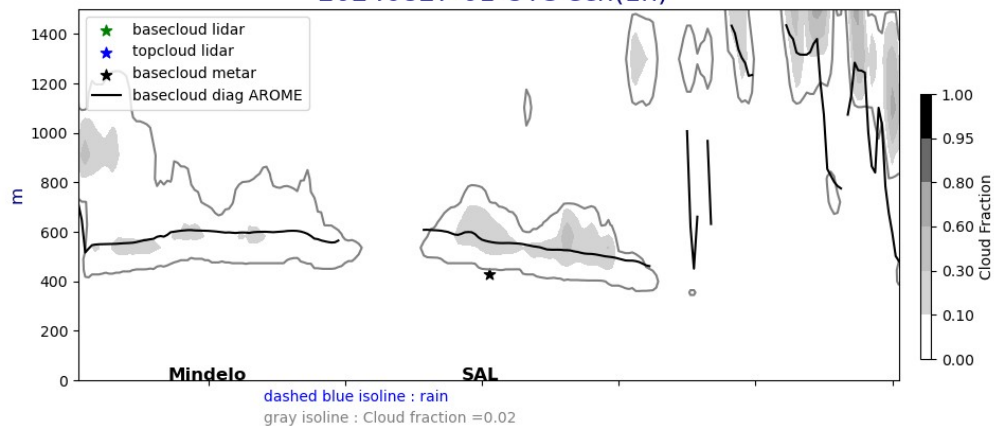 basecloud lidar
topcloud lidar
basecloud metar
basecloud diag AROME
1400
1200
1000
800
600
400
200
0
m
Mindelo
SAL
1.00
0.95
0.80
0.60
0.30
0.10
0.00
Cloud Fraction
dashed blue isoline : rain
gray isoline : Cloud fraction =0.02